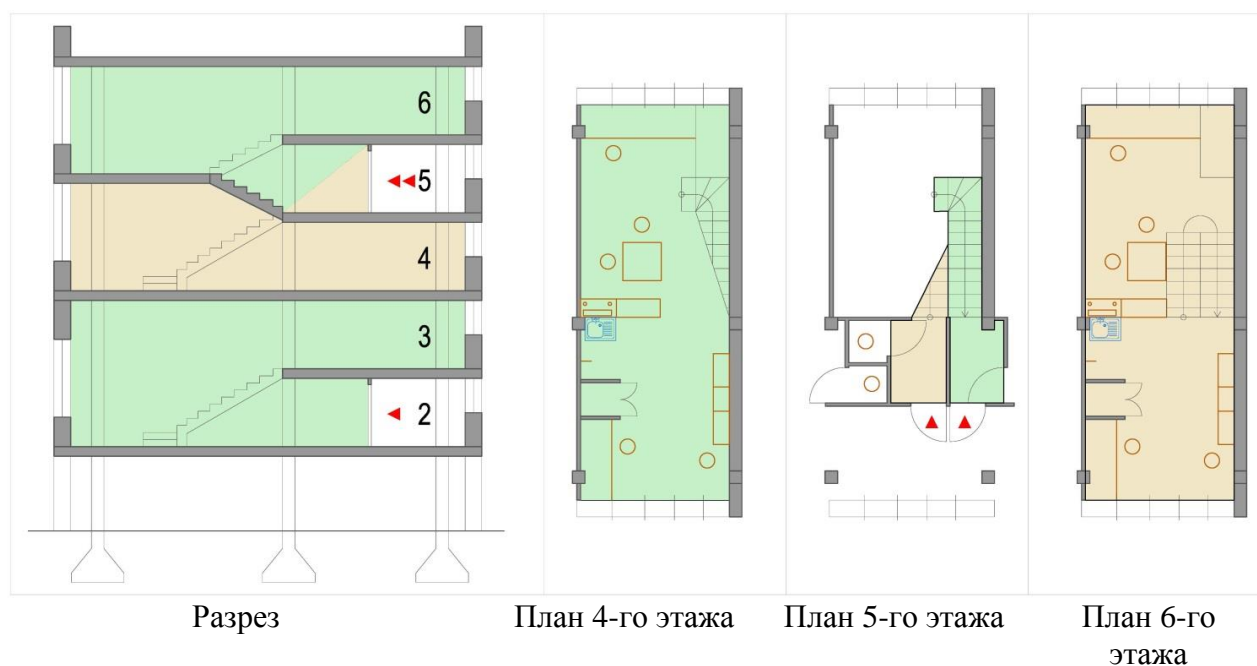 6
5
4
3
2
Разрез
План 4-го этажа
План 5-го этажа
План 6-го
этажа